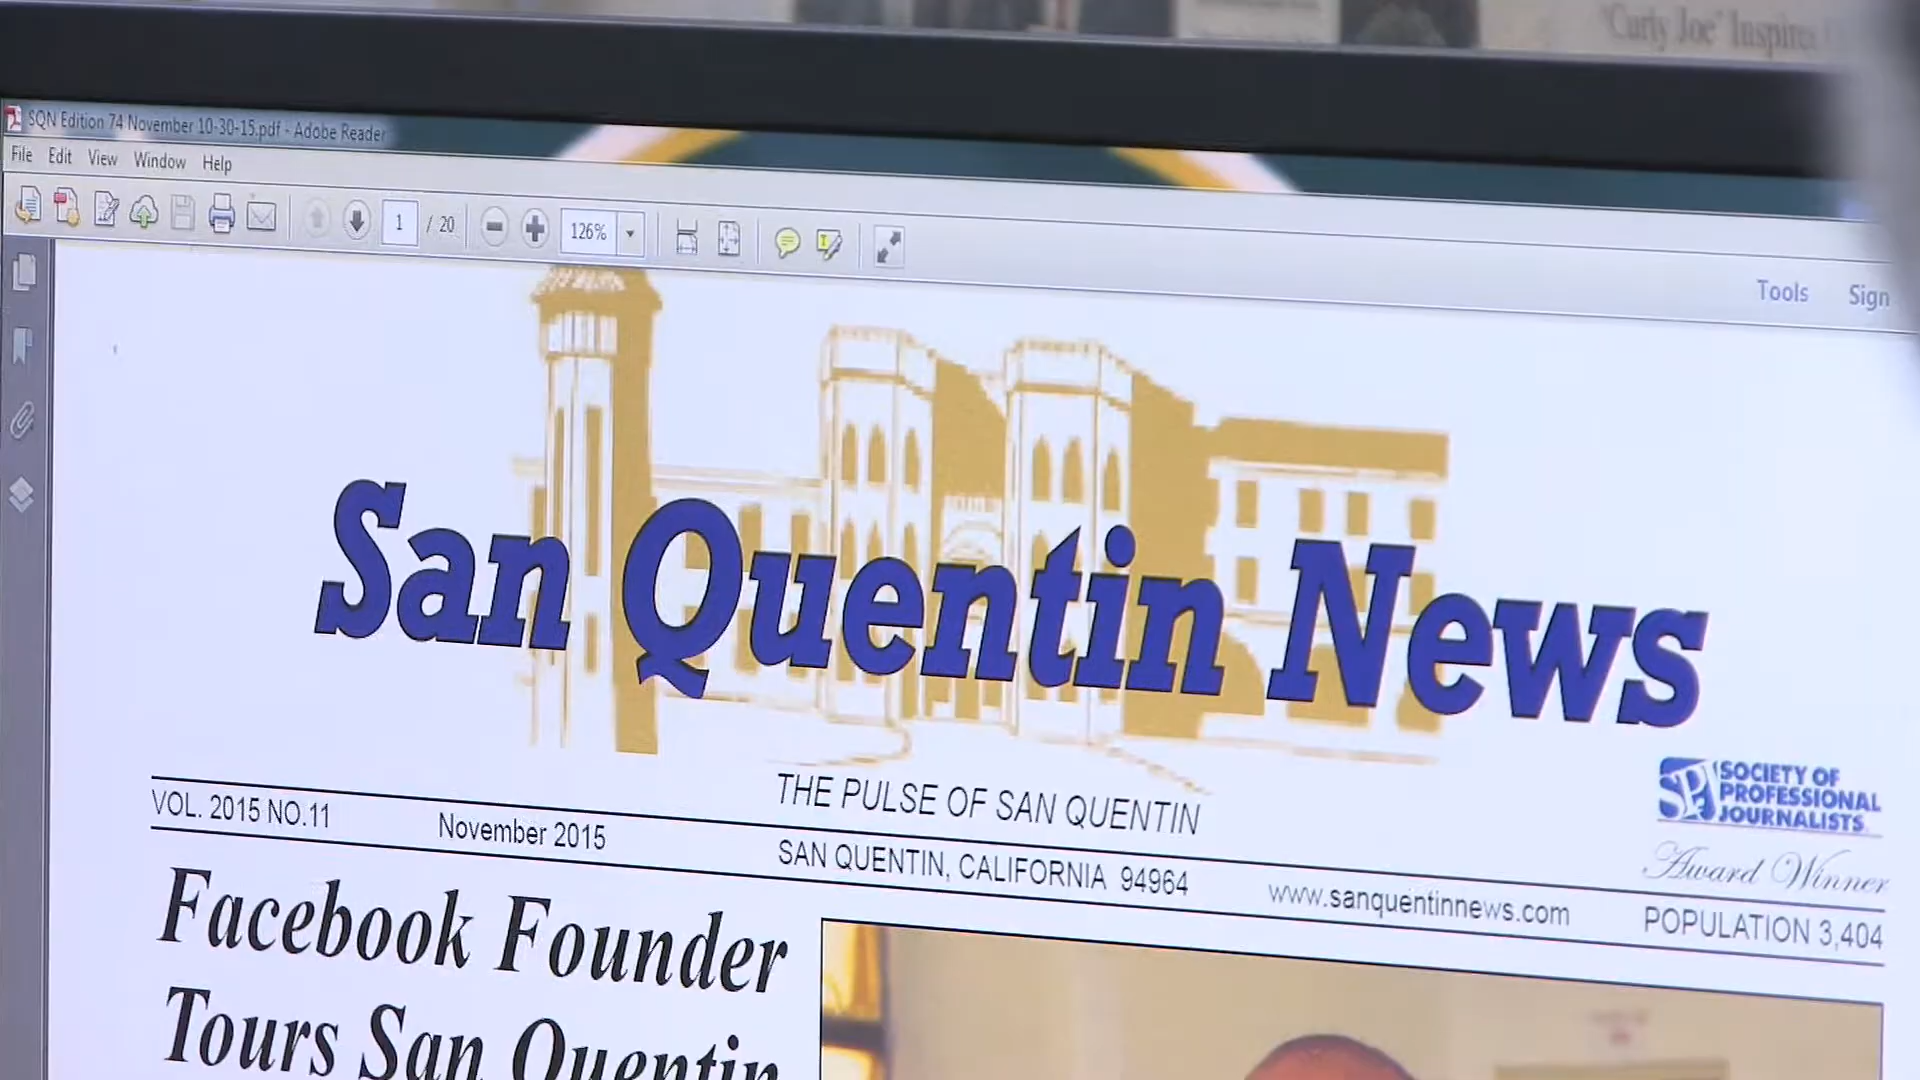 'Curly Joe' Inspires
SQN Edition 74 November 10-30-15.pdf - Adobe Reader
File Edit View Window Help
1 / 20 126%
Tools Sign
San Quentin News
THE PULSE OF SAN QUENTIN
SPJ SOCIETY OF
PROFESSIONAL
JOURNALISTS
Award Winner
VOL. 2015 NO.11 November 2015 SAN QUENTIN, CALIFORNIA 94964 www.sanquentinnews.com POPULATION 3,404
Facebook Founder
Tours San Quentin